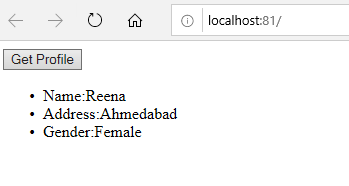 localhost:81/
Get Profile
• Name:Reena
• Address:Ahmedabad
• Gender:Female